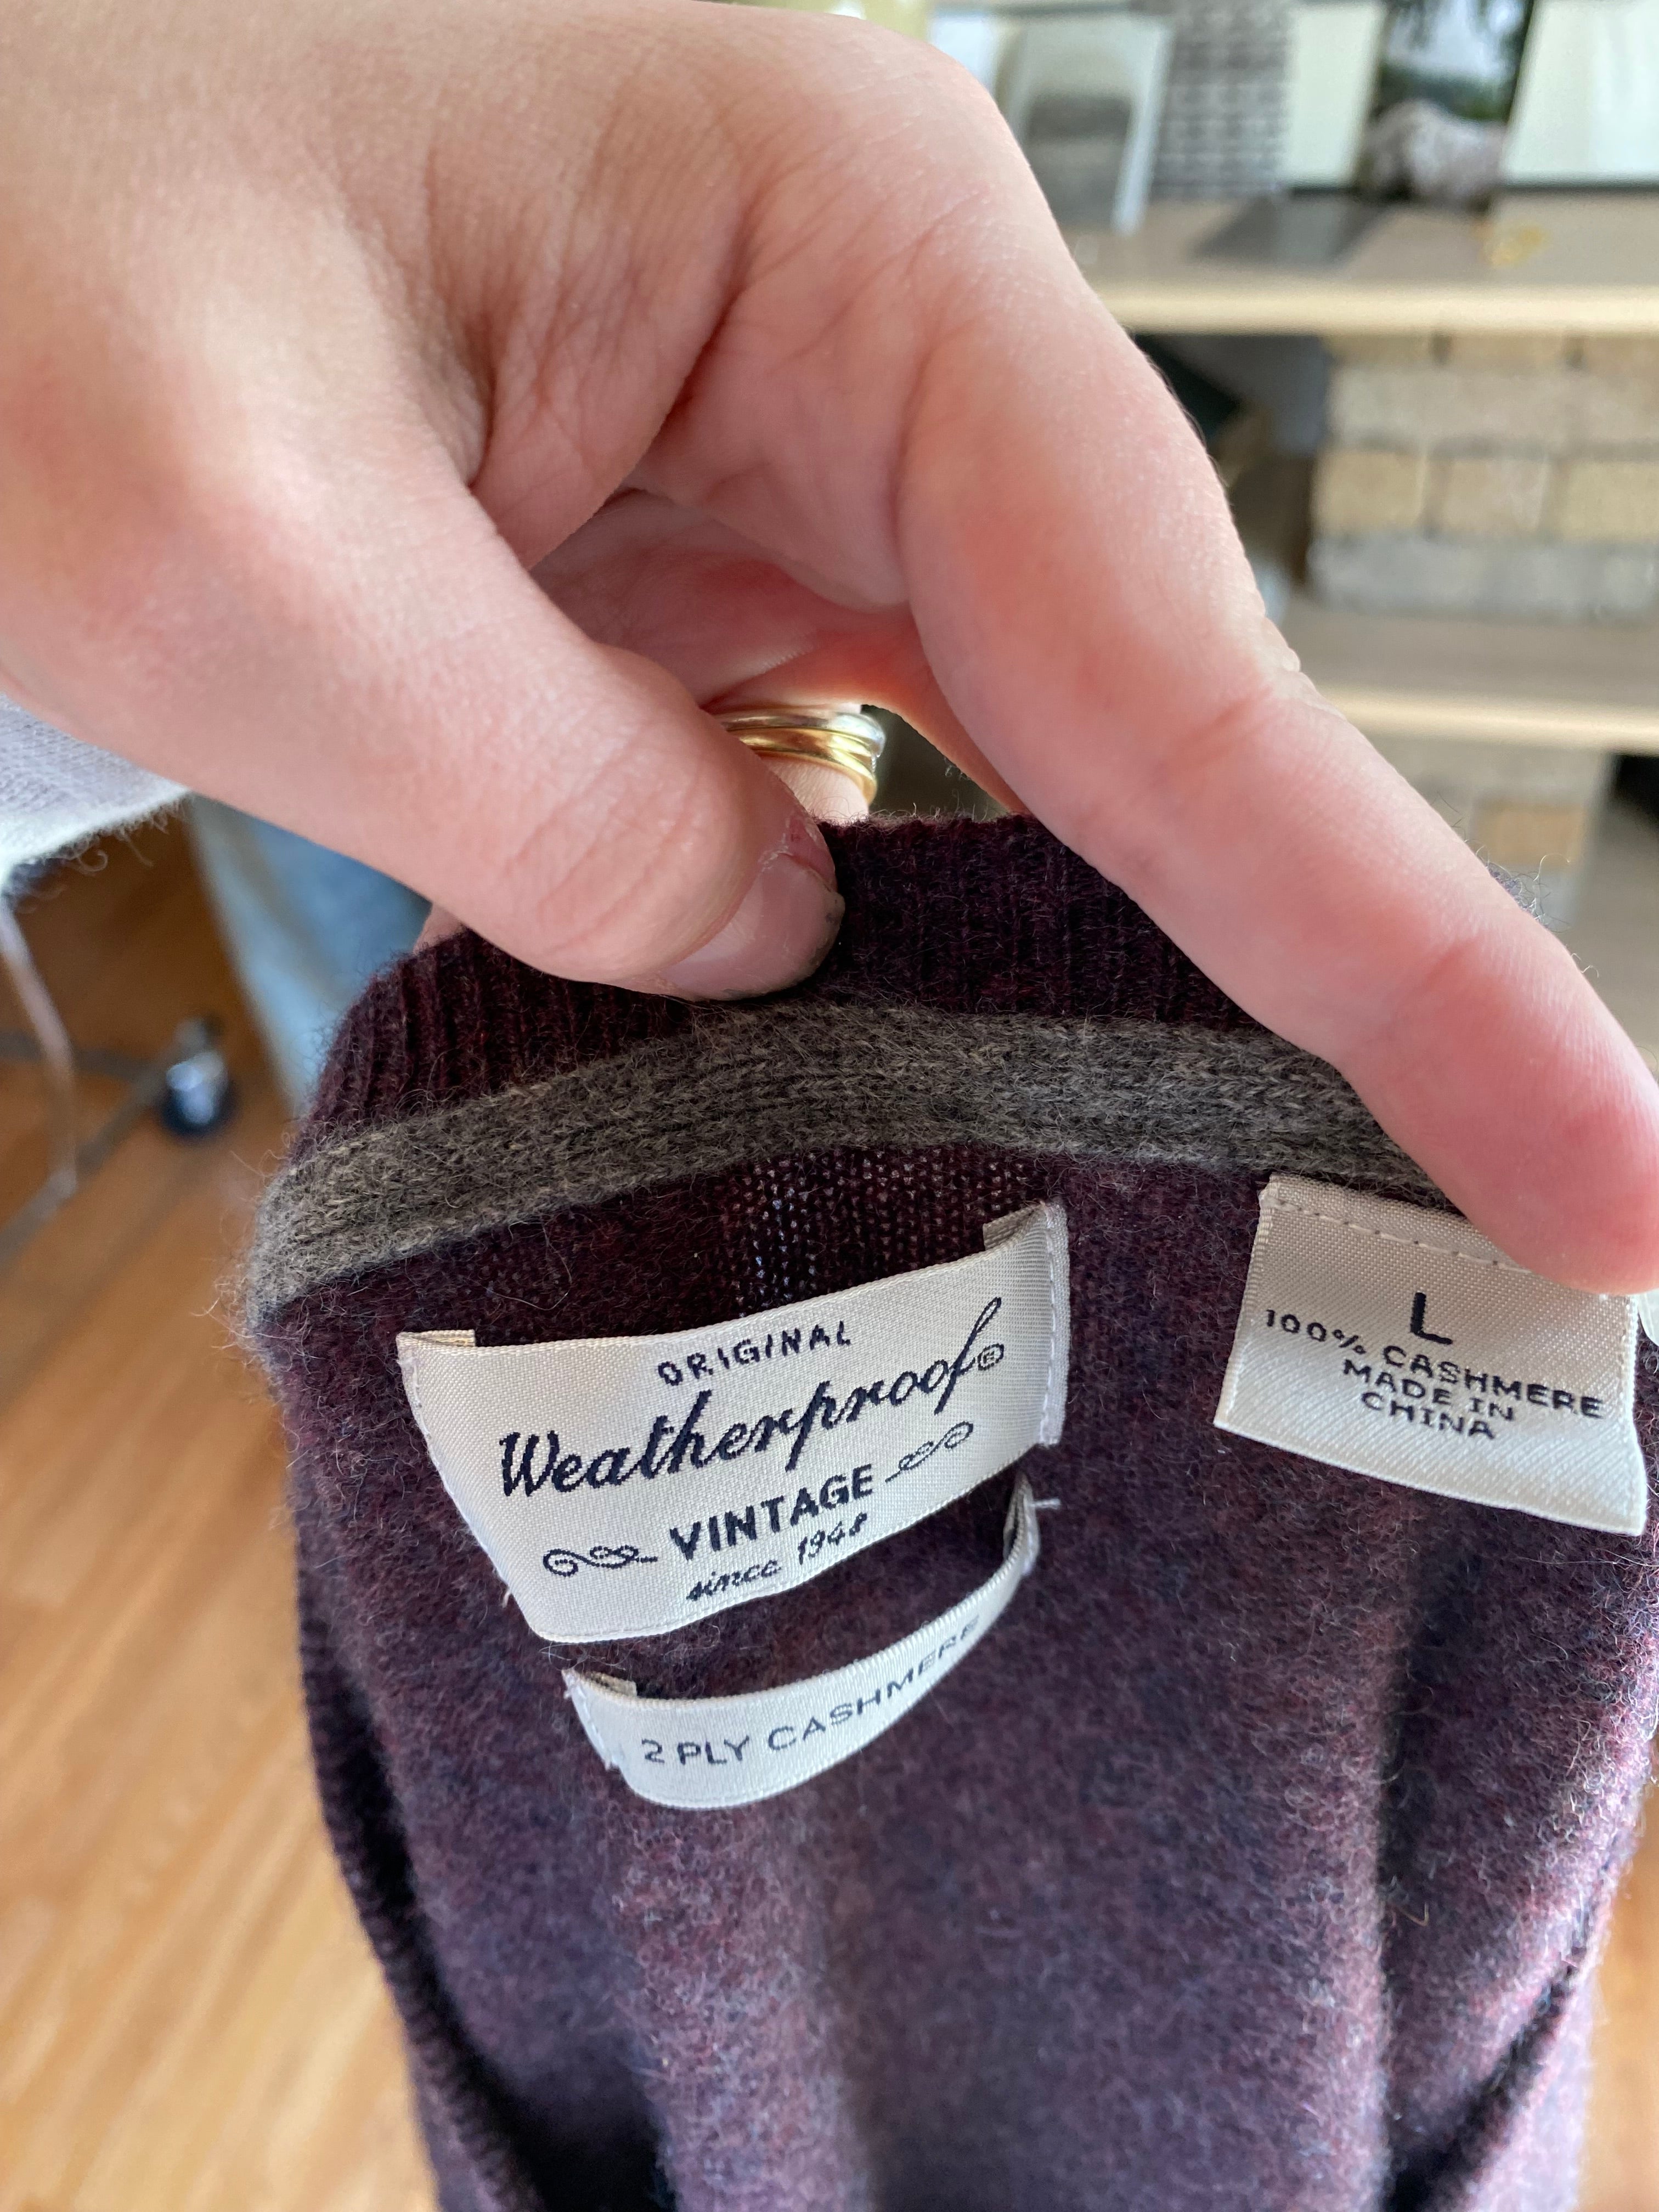 ORIGINAL
Weatherproof®
VINTAGE
since 1948
2 PLY CASHMERE
L
100% CASHMERE
MADE IN
CHINA